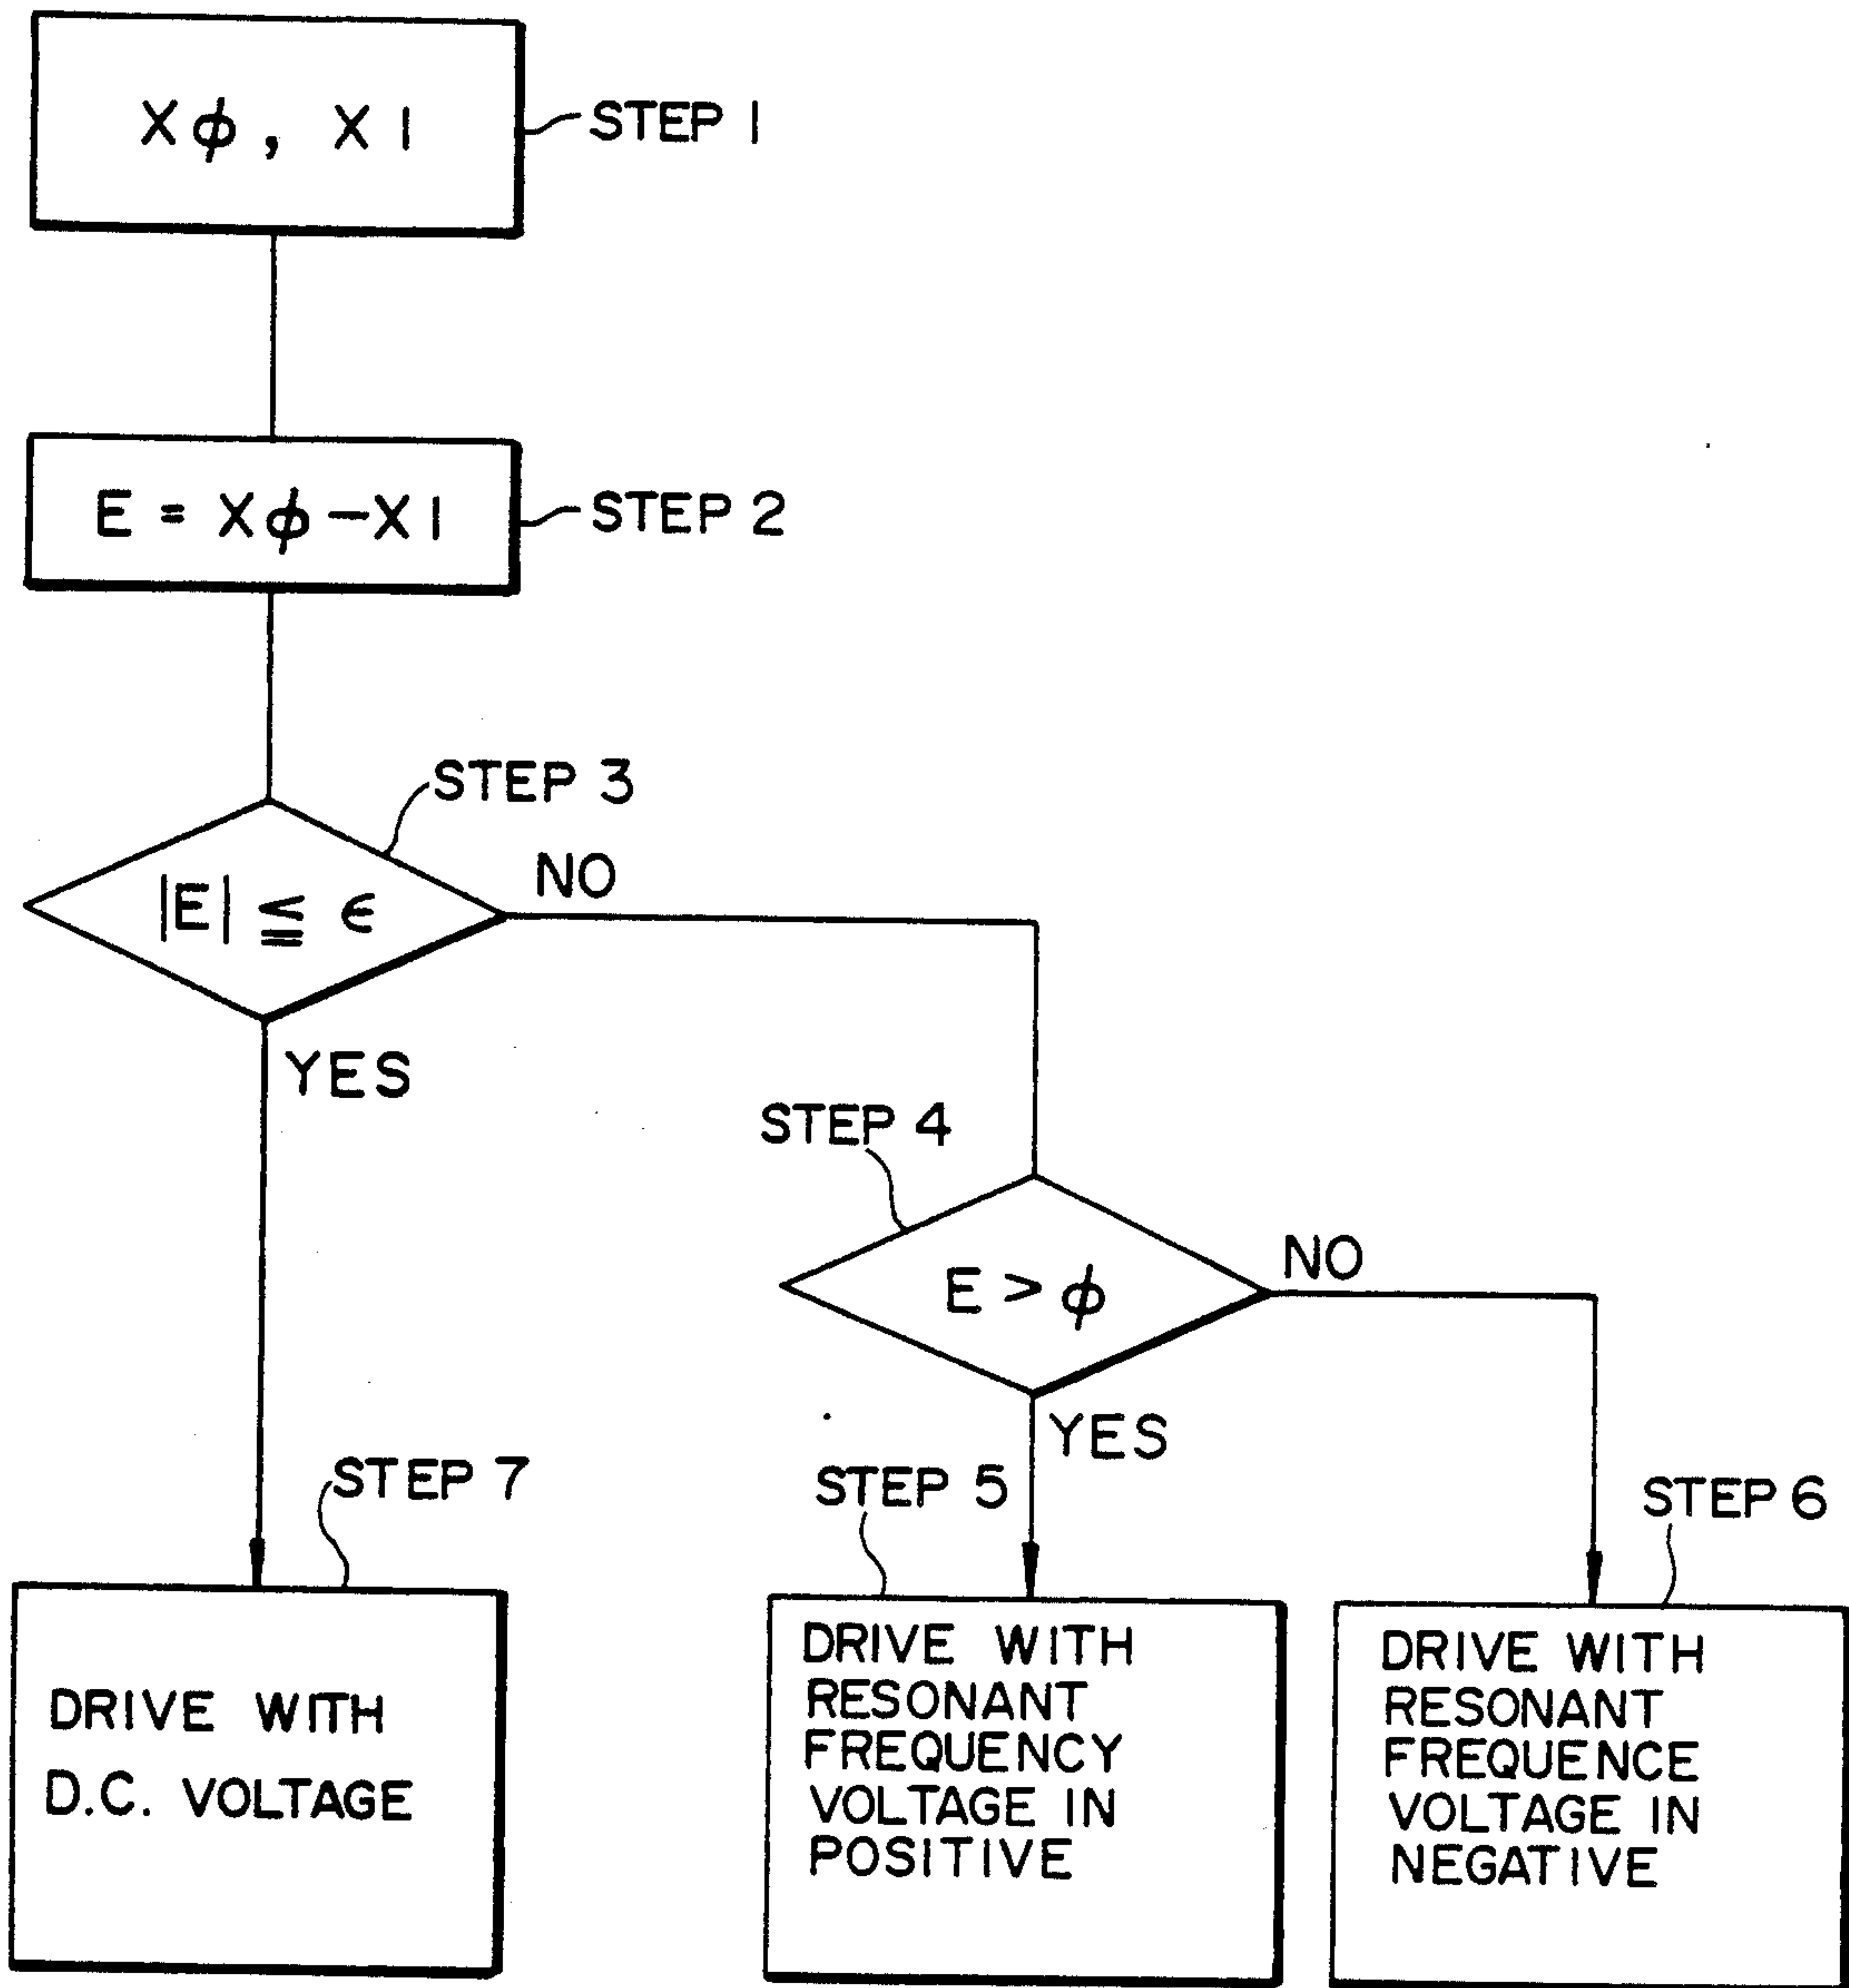 Xϕ, X1
STEP 1
E = Xϕ-X1
STEP 2
STEP 3
|E| ≦ ϵ
NO
YES
STEP 4
E > ϕ
NO
YES
STEP 7
STEP 5
STEP 6
DRIVE WITH
D.C. VOLTAGE
DRIVE WITH
RESONANT
FREQUENCY
VOLTAGE IN
POSITIVE
DRIVE WITH
RESONANT
FREQUENCE
VOLTAGE IN
NEGATIVE